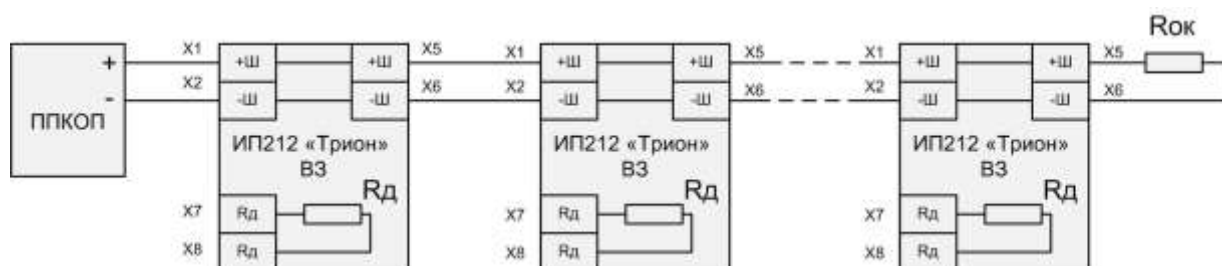 Rок
X1 +Ш +Ш X5 X1 +Ш +Ш X5 X1 +Ш +Ш X5
+
X2 -Ш -Ш X6 X2 -Ш -Ш X6 X2 -Ш -Ш X6
-
ППКОП
ИП212 «Трион» ИП212 «Трион» ИП212 «Трион»
В3 В3 В3
Rд Rд Rд
X7 Rд X7 Rд X7 Rд
X8 Rд X8 Rд X8 Rд